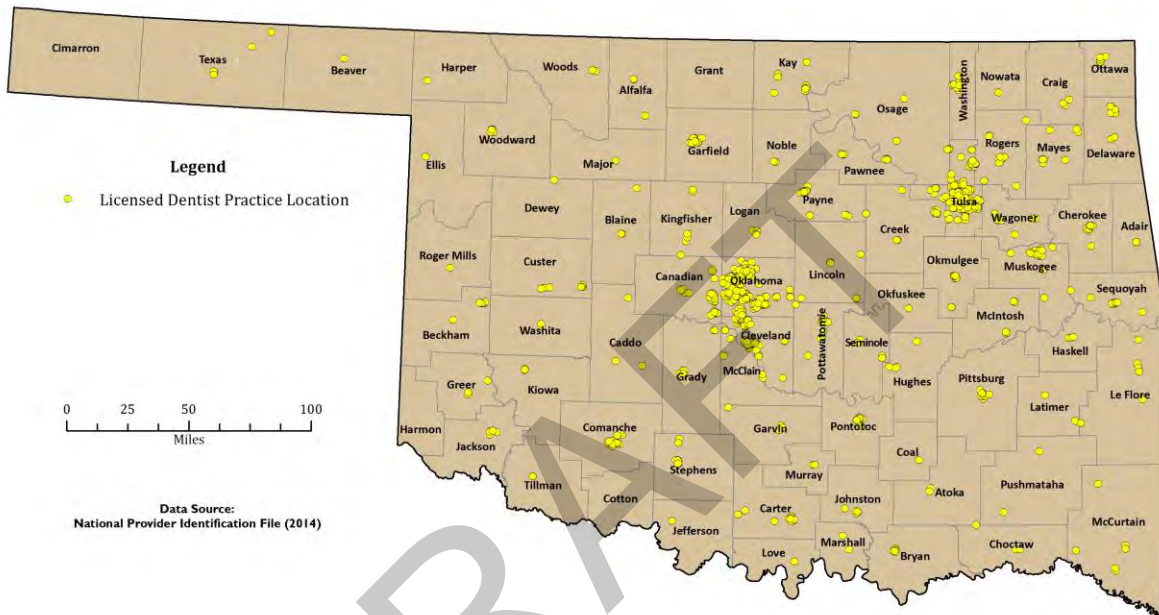 Cimarron
Texas
Beaver
Harper
Woods
Alfalfa
Grant
Kay
Osage
Washington
Nowata
Craig
Ottawa
Woodward
Ellis
Major
Garfield
Noble
Pawnee
Rogers
Mayes
Delaware
Legend
Licensed Dentist Practice Location
Dewey
Blaine
Kingfisher
Logan
Payne
Creek
Tulsa
Wagoner
Cherokee
Adair
Roger Mills
Custer
Canadian
Oklahoma
Lincoln
Okfuskee
Okmulgee
Muskogee
Sequoyah
Beckham
Washita
Caddo
Cleveland
Pottawatomie
Seminole
McIntosh
Haskell
Greer
Kiowa
Grady
McClain
Hughes
Pittsburg
Latimer
Le Flore
0 25 50 100
Miles
Harmon
Jackson
Comanche
Garvin
Pontotoc
Coal
Stephens
Murray
Tillman
Cotton
Johnston
Atoka
Pushmataha
Data Source:
National Provider Identification File (2014)
Jefferson
Carter
Marshall
Love
Bryan
Choctaw
McCurtain
DRAFT